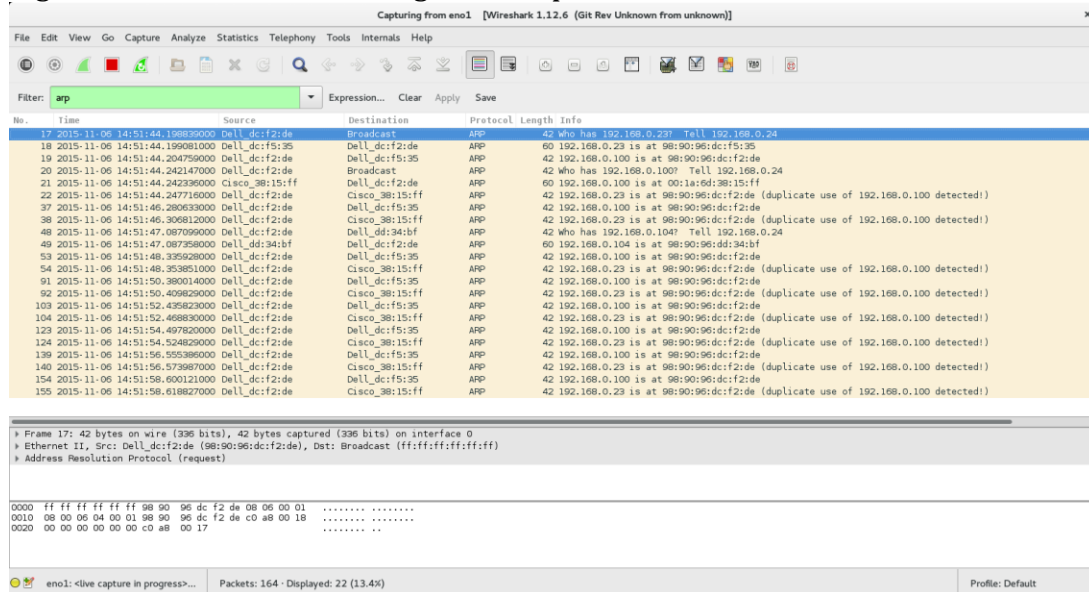 Capturing from eno1 [Wireshark 1.12.6 (Git Rev Unknown from unknown)]
File Edit View Go Capture Analyze Statistics Telephony Tools Internals Help
Filter: arp Expression... Clear Apply Save
No. Time Source Destination Protocol Length Info
17 2015-11-06 14:51:44.198839000 Dell_dc:f2:de Broadcast ARP 42 Who has 192.168.0.23? Tell 192.168.0.24
18 2015-11-06 14:51:44.199081000 Dell_dc:f5:35 Dell_dc:f2:de ARP 60 192.168.0.23 is at 98:90:96:dc:f5:35
19 2015-11-06 14:51:44.204759000 Dell_dc:f2:de Dell_dc:f5:35 ARP 42 192.168.0.100 is at 98:90:96:dc:f2:de
20 2015-11-06 14:51:44.242147000 Dell_dc:f2:de Broadcast ARP 42 Who has 192.168.0.100? Tell 192.168.0.24
21 2015-11-06 14:51:44.242336000 Cisco_38:15:ff Dell_dc:f2:de ARP 60 192.168.0.100 is at 00:1a:6d:38:15:ff
22 2015-11-06 14:51:44.247716000 Dell_dc:f2:de Cisco_38:15:ff ARP 42 192.168.0.23 is at 98:90:96:dc:f2:de (duplicate use of 192.168.0.100 detected!)
37 2015-11-06 14:51:46.280633000 Dell_dc:f2:de Dell_dc:f5:35 ARP 42 192.168.0.100 is at 98:90:96:dc:f2:de
38 2015-11-06 14:51:46.306812000 Dell_dc:f2:de Cisco_38:15:ff ARP 42 192.168.0.23 is at 98:90:96:dc:f2:de (duplicate use of 192.168.0.100 detected!)
48 2015-11-06 14:51:47.087099000 Dell_dc:f2:de Dell_dd:34:bf ARP 42 Who has 192.168.0.104? Tell 192.168.0.24
49 2015-11-06 14:51:47.087358000 Dell_dd:34:bf Dell_dc:f2:de ARP 60 192.168.0.104 is at 98:90:96:dd:34:bf
53 2015-11-06 14:51:48.335928000 Dell_dc:f2:de Dell_dc:f5:35 ARP 42 192.168.0.100 is at 98:90:96:dc:f2:de
54 2015-11-06 14:51:48.353851000 Dell_dc:f2:de Cisco_38:15:ff ARP 42 192.168.0.23 is at 98:90:96:dc:f2:de (duplicate use of 192.168.0.100 detected!)
91 2015-11-06 14:51:50.380014000 Dell_dc:f2:de Dell_dc:f5:35 ARP 42 192.168.0.100 is at 98:90:96:dc:f2:de
92 2015-11-06 14:51:50.409829000 Dell_dc:f2:de Cisco_38:15:ff ARP 42 192.168.0.23 is at 98:90:96:dc:f2:de (duplicate use of 192.168.0.100 detected!)
103 2015-11-06 14:51:52.435823000 Dell_dc:f2:de Dell_dc:f5:35 ARP 42 192.168.0.100 is at 98:90:96:dc:f2:de
104 2015-11-06 14:51:52.468830000 Dell_dc:f2:de Cisco_38:15:ff ARP 42 192.168.0.23 is at 98:90:96:dc:f2:de (duplicate use of 192.168.0.100 detected!)
123 2015-11-06 14:51:54.497820000 Dell_dc:f2:de Dell_dc:f5:35 ARP 42 192.168.0.100 is at 98:90:96:dc:f2:de
124 2015-11-06 14:51:54.524829000 Dell_dc:f2:de Cisco_38:15:ff ARP 42 192.168.0.23 is at 98:90:96:dc:f2:de (duplicate use of 192.168.0.100 detected!)
139 2015-11-06 14:51:56.555386000 Dell_dc:f2:de Dell_dc:f5:35 ARP 42 192.168.0.100 is at 98:90:96:dc:f2:de
140 2015-11-06 14:51:56.573987000 Dell_dc:f2:de Cisco_38:15:ff ARP 42 192.168.0.23 is at 98:90:96:dc:f2:de (duplicate use of 192.168.0.100 detected!)
154 2015-11-06 14:51:58.600121000 Dell_dc:f2:de Dell_dc:f5:35 ARP 42 192.168.0.100 is at 98:90:96:dc:f2:de
155 2015-11-06 14:51:58.618827000 Dell_dc:f2:de Cisco_38:15:ff ARP 42 192.168.0.23 is at 98:90:96:dc:f2:de (duplicate use of 192.168.0.100 detected!)
Frame 17: 42 bytes on wire (336 bits), 42 bytes captured (336 bits) on interface 0
Ethernet II, Src: Dell_dc:f2:de (98:90:96:dc:f2:de), Dst: Broadcast (ff:ff:ff:ff:ff:ff)
Address Resolution Protocol (request)
0000 ff ff ff ff ff ff 98 90 96 dc f2 de 08 06 00 01 ........ ........
0010 08 00 06 04 00 01 98 90 96 dc f2 de c0 a8 00 18 ........ ........
0020 00 00 00 00 00 00 c0 a8 00 17 ........ ..
eno1: <live capture in progress>... Packets: 164 · Displayed: 22 (13.4%) Profile: Default